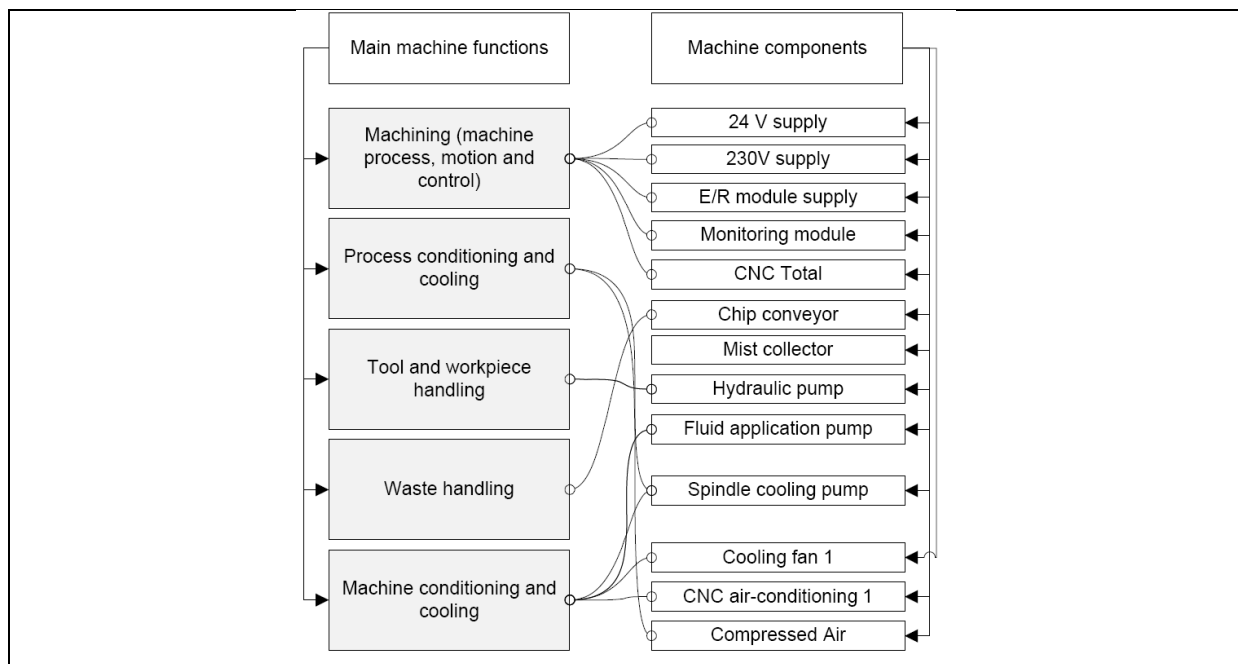 Main machine functions
Machine components
Machining (machine
process, motion and
control)
Process conditioning and
cooling
Tool and workpiece
handling
Waste handling
Machine conditioning and
cooling
24 V supply
230V supply
E/R module supply
Monitoring module
CNC Total
Chip conveyor
Mist collector
Hydraulic pump
Fluid application pump
Spindle cooling pump
Cooling fan 1
CNC air-conditioning 1
Compressed Air